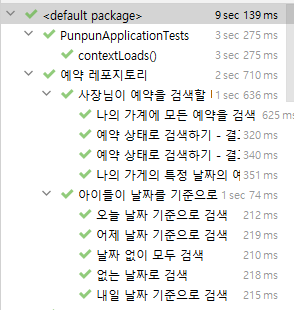 <default package> 9 sec 139 ms
PunpunApplicationTests 3 sec 275 ms
contextLoads() 3 sec 275 ms
예약 레포지토리 2 sec 710 ms
사장님이 예약을 검색할 1 sec 636 ms
나의 가게에 모든 예약을 검색 625 m
예약 상태로 검색하기 - 결 320 ms
예약 상태로 검색하기 - 결 340 ms
나의 가게의 특정 날짜의 예 351 ms
아이들이 날짜를 기준으로 1 sec 74 ms
오늘 날짜 기준으로 검색 212 ms
어제 날짜 기준으로 검색 219 ms
날짜 없이 모두 검색 210 ms
없는 날짜로 검색 218 ms
내일 날짜 기준으로 검색 215 ms